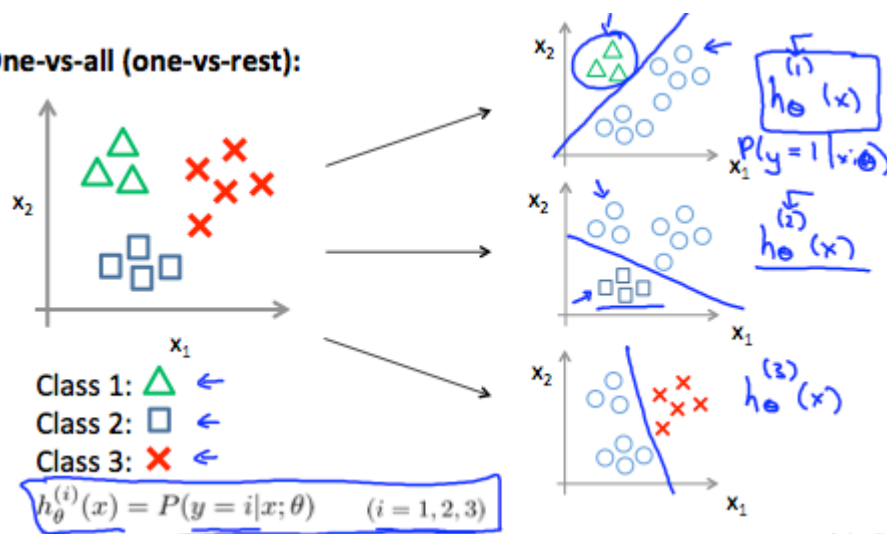 One-vs-all (one-vs-rest):
x₂
x₁
Class 1:
Class 2:
Class 3:
h_θ^{(i)}(x) = P(y = i|x; θ) (i = 1, 2, 3)
x₂
x₁
h_θ^{(1)}(x)
P(y = 1|x;θ)
x₂
x₁
h_θ^{(2)}(x)
x₂
x₁
h_θ^{(3)}(x)